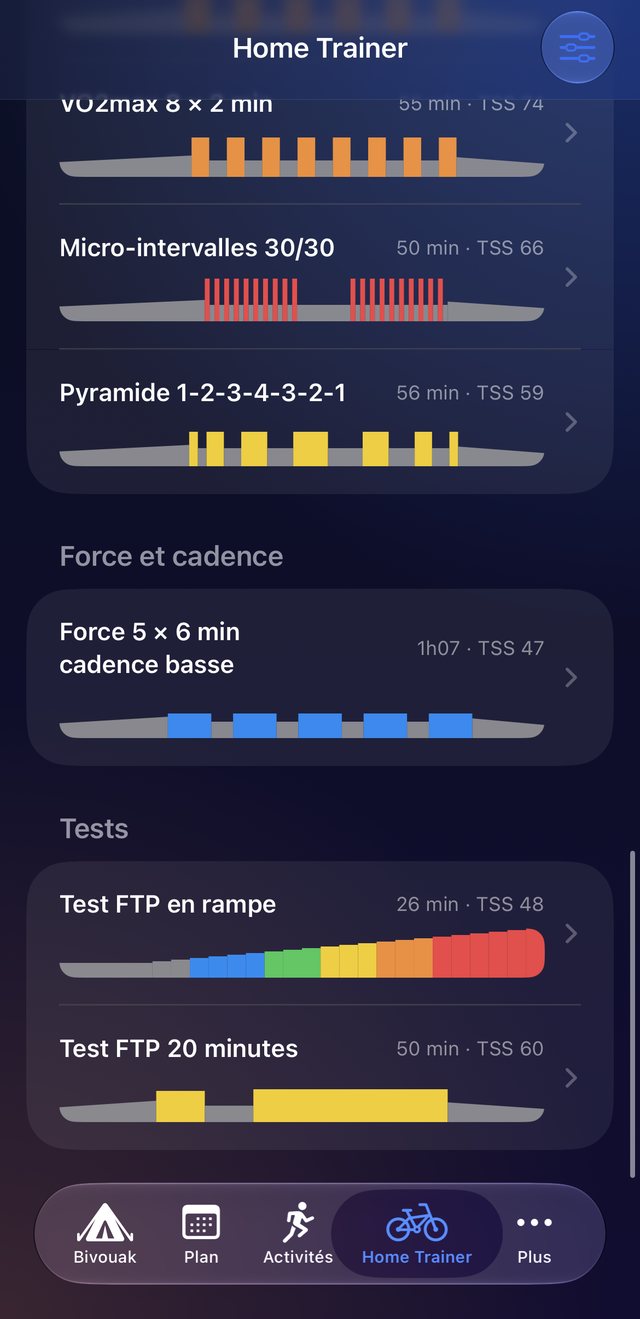 Home Trainer
VO2max 8 × 2 min
55 min · TSS 74
Micro-intervalles 30/30
50 min · TSS 66
Pyramide 1-2-3-4-3-2-1
56 min · TSS 59
Force et cadence
Force 5 × 6 min
cadence basse
1h07 · TSS 47
Tests
Test FTP en rampe
26 min · TSS 48
Test FTP 20 minutes
50 min · TSS 60
Bivouak
Plan
Activités
Home Trainer
Plus